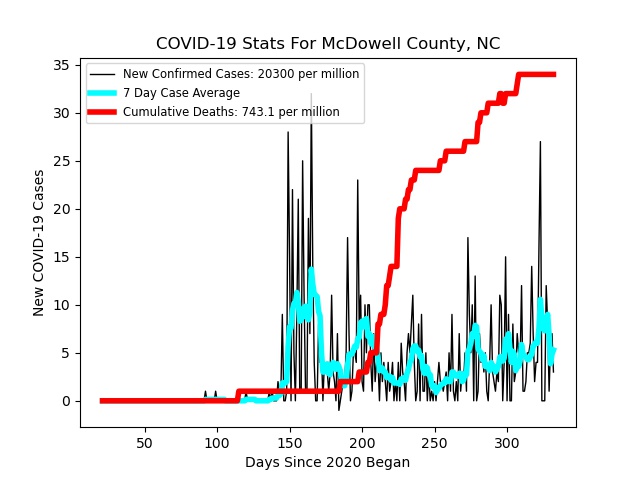 COVID-19 Stats For McDowell County, NC
New Confirmed Cases: 20300 per million
7 Day Case Average
Cumulative Deaths: 743.1 per million
35
30
25
20
15
10
5
0
New COVID-19 Cases
50 100 150 200 250 300
Days Since 2020 Began